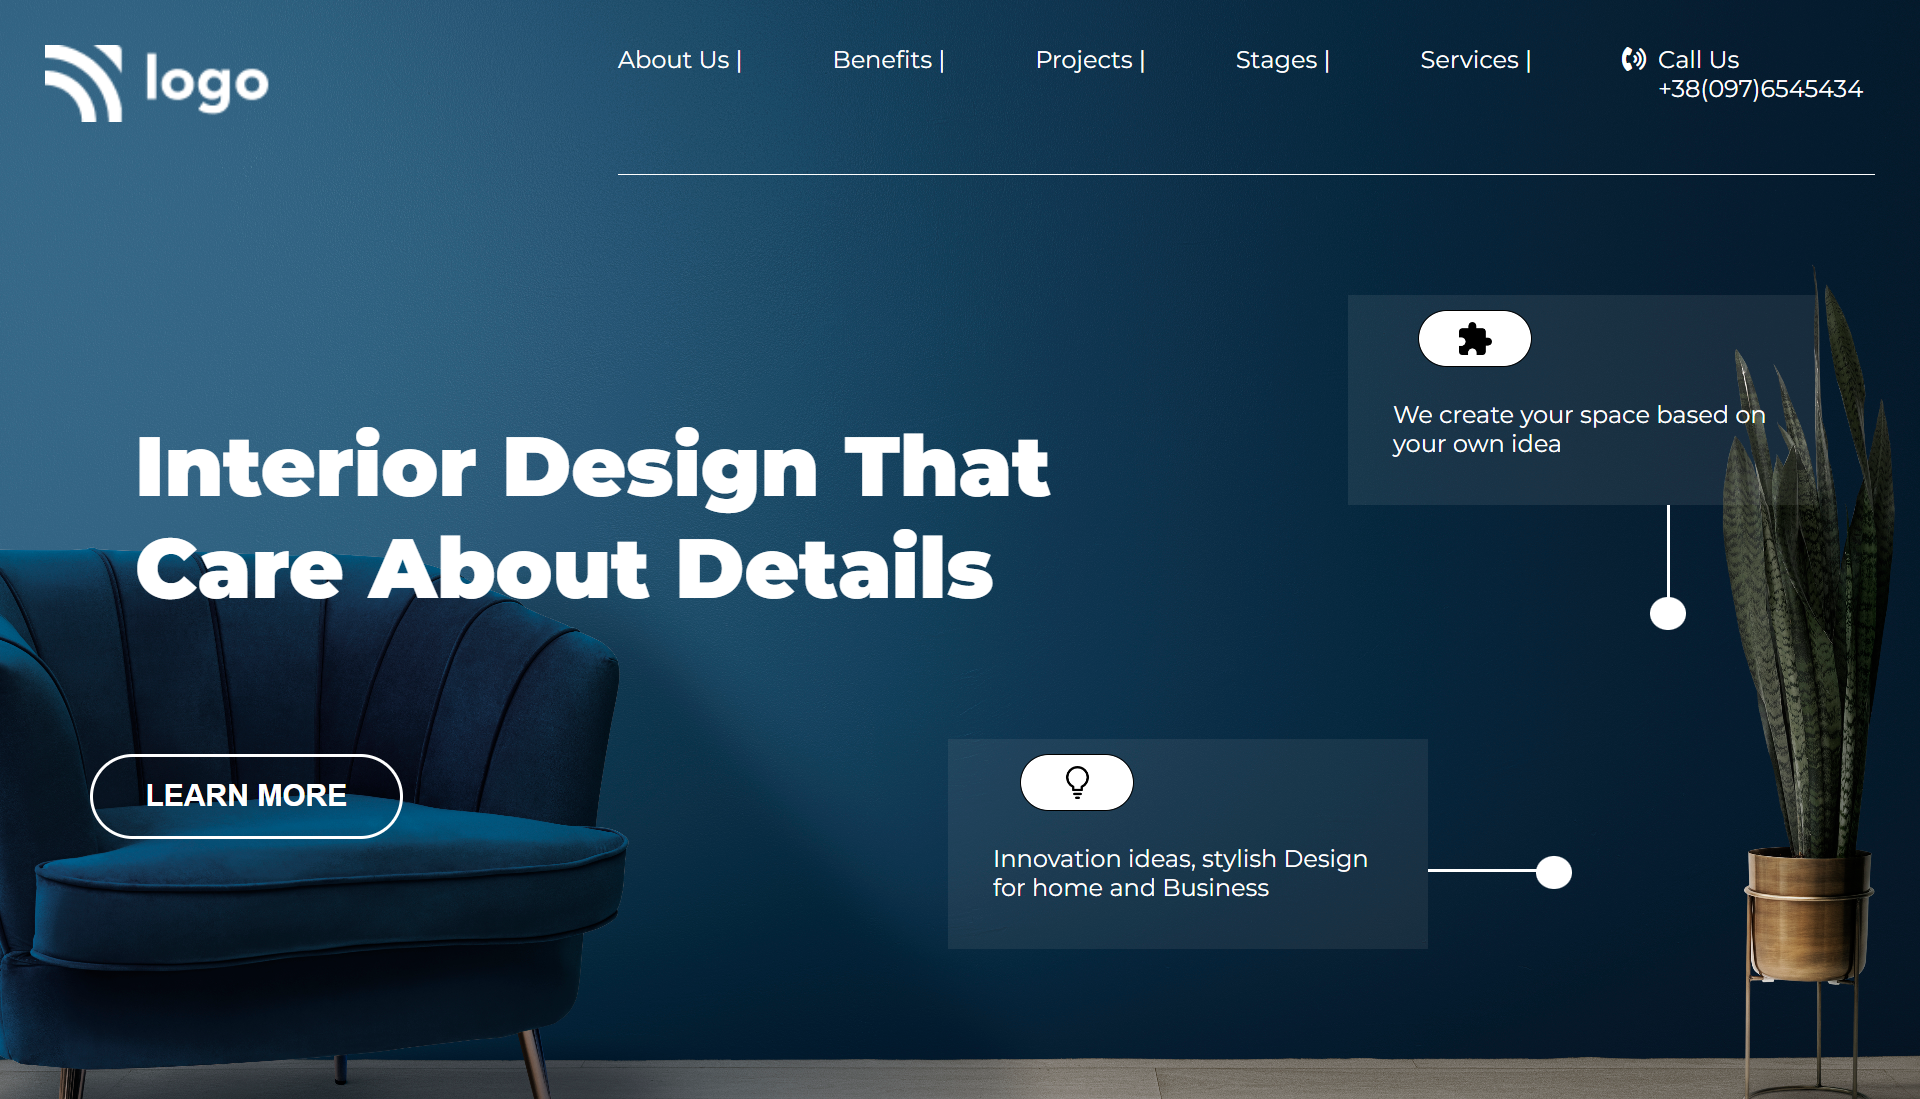 logo
About Us |
Benefits |
Projects |
Stages |
Services |
Call Us
+38(097)6545434
We create your space based on
your own idea
Interior Design That
Care About Details
LEARN MORE
Innovation ideas, stylish Design
for home and Business